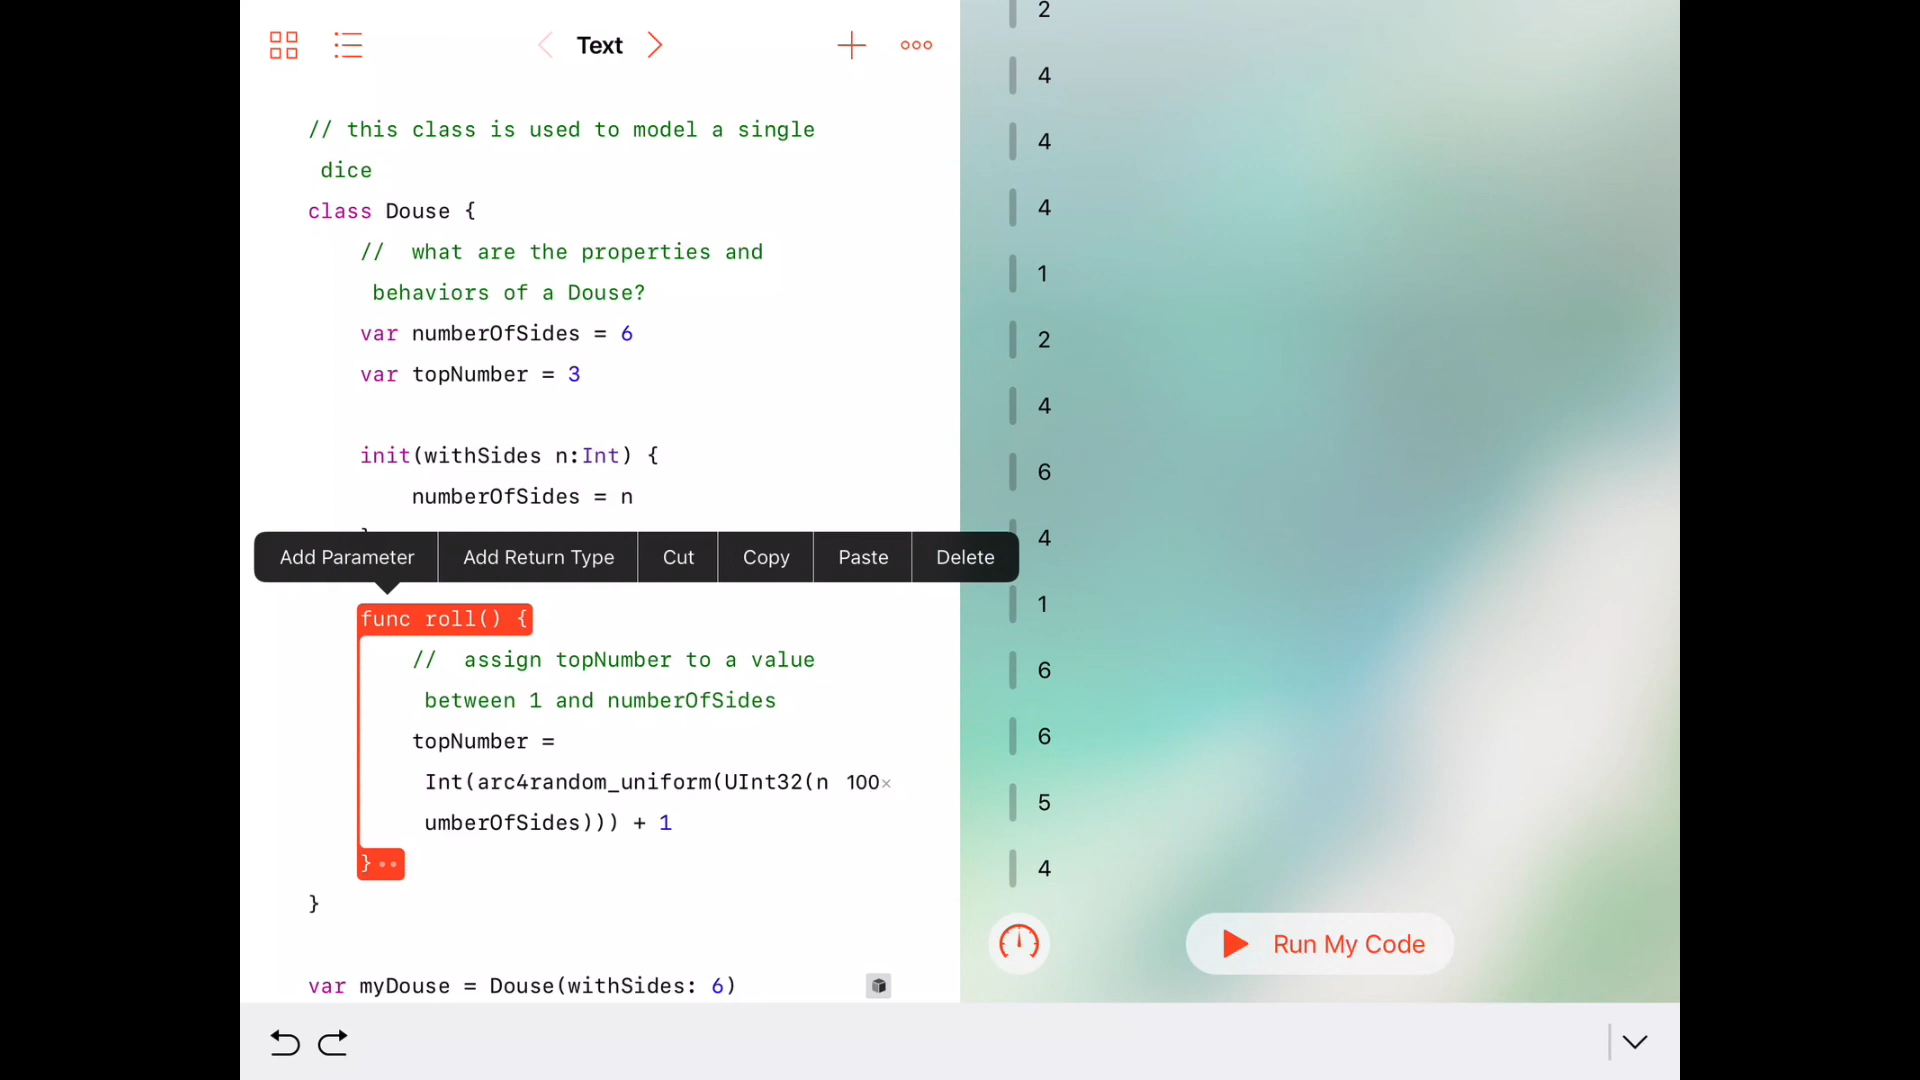 Text
// this class is used to model a single
dice
class Douse {
//  what are the properties and
behaviors of a Douse?
var numberOfSides = 6
var topNumber = 3
init(withSides n:Int) {
numberOfSides = n
Add Parameter
Add Return Type
Cut
Copy
Paste
Delete
func roll() {
//  assign topNumber to a value
between 1 and numberOfSides
topNumber =
Int(arc4random_uniform(UInt32(n 100×
umberOfSides))) + 1
}
}
var myDouse = Douse(withSides: 6)
2
4
4
4
1
2
4
6
4
1
6
6
5
4
Run My Code